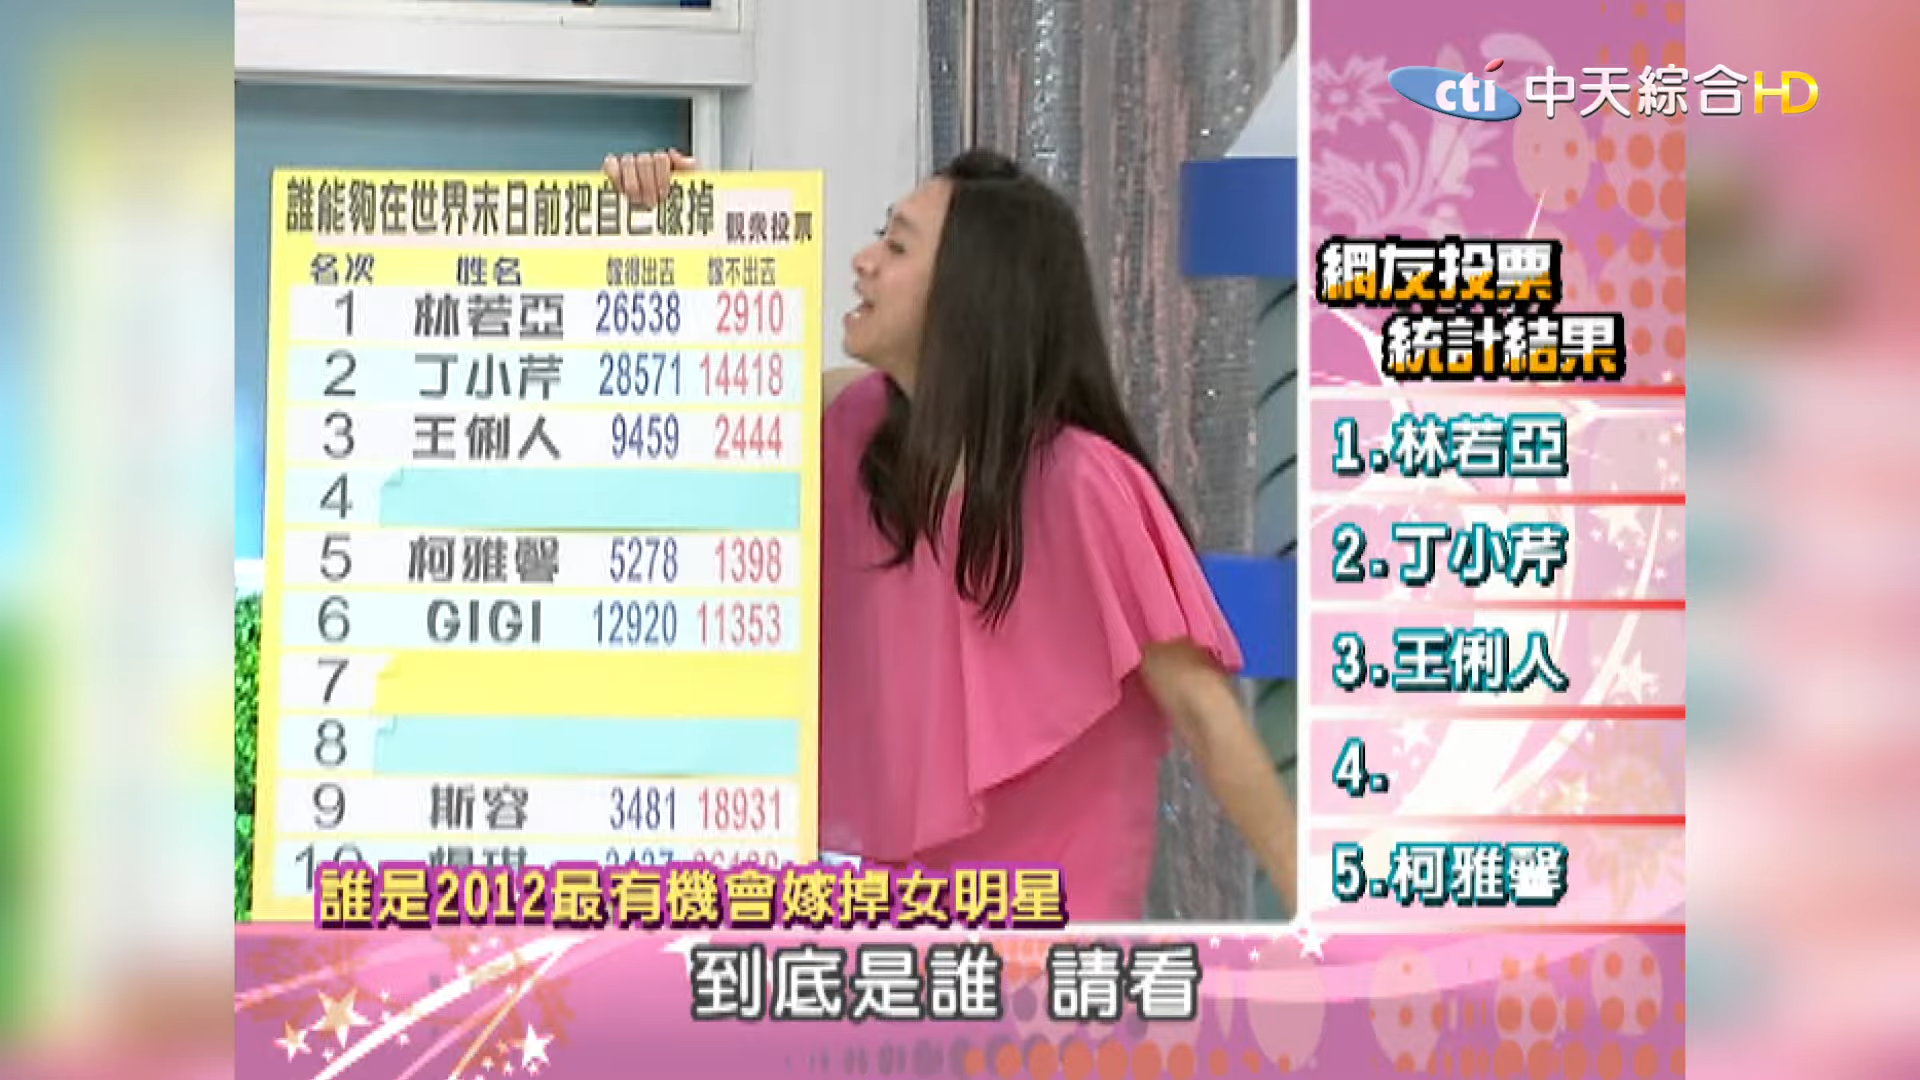 cti 中天綜合HD
誰能夠在世界末日前把自己嫁掉 觀眾投票
名次 姓名 嫁得出去 嫁不出去
1 林若亞 26538 2910
2 丁小芹 28571 14418
3 王俐人 9459 2444
4
5 柯雅馨 5278 1398
6 GIGI 12920 11353
7
8
9 斯容 3481 18931
10 楊琪
網友投票
統計結果
1.林若亞
2.丁小芹
3.王俐人
4.
5.柯雅馨
誰是2012最有機會嫁掉女明星
到底是誰 請看